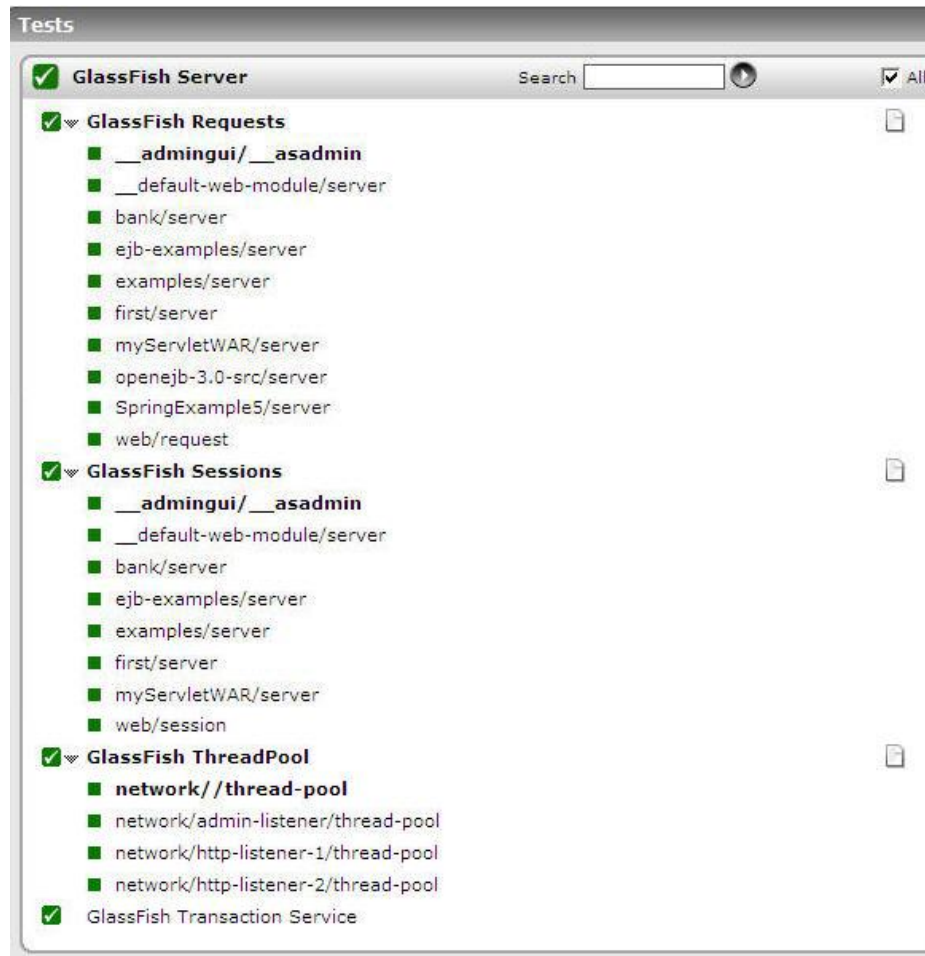 Tests
GlassFish Server Search All
GlassFish Requests
__admingui/__asadmin
__default-web-module/server
bank/server
ejb-examples/server
examples/server
first/server
myServletWAR/server
openejb-3.0-src/server
SpringExample5/server
web/request
GlassFish Sessions
__admingui/__asadmin
__default-web-module/server
bank/server
ejb-examples/server
examples/server
first/server
myServletWAR/server
web/session
GlassFish ThreadPool
network//thread-pool
network/admin-listener/thread-pool
network/http-listener-1/thread-pool
network/http-listener-2/thread-pool
GlassFish Transaction Service